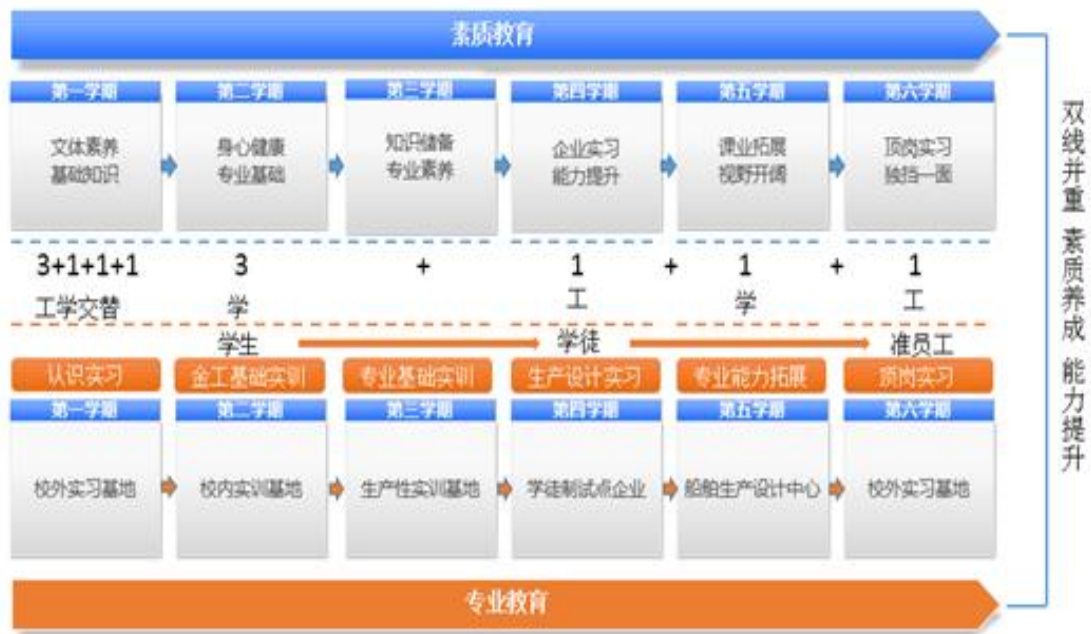 素质教育
第一学期 第二学期 第三学期 第四学期 第五学期 第六学期
文体素养 身心健康 知识储备 企业实习 课业拓展 顶岗实习
基础知识 专业基础 专业素养 能力提升 视野开阔 独挡一面
3+1+1+1 3 + 1 + 1 + 1
工学交替 学 工 学 工
学生 学徒 准员工
认识实习 金工基础实训 专业基础实训 生产设计实习 专业能力拓展 顶岗实习
第一学期 第二学期 第三学期 第四学期 第五学期 第六学期
校外实习基地 校内实训基地 生产性实训基地 学徒制试点企业 船舶生产设计中心 校外实习基地
专业教育
双线并重 素质养成 能力提升